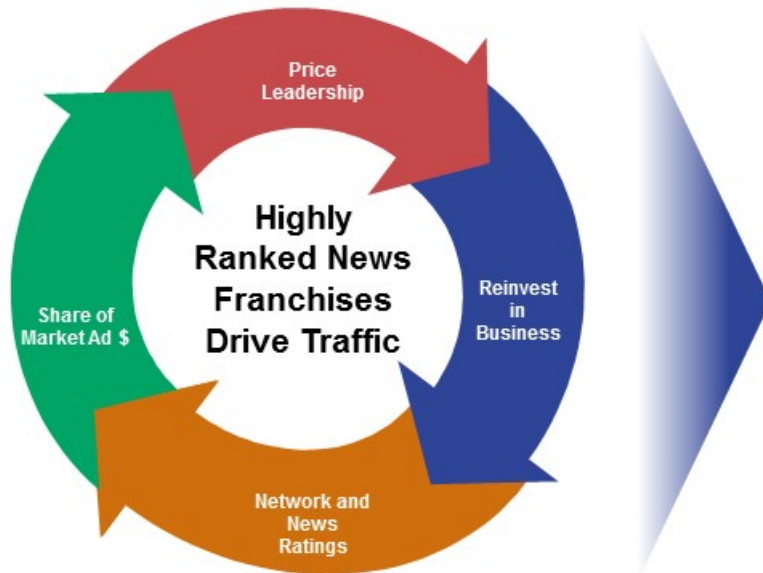 Price
Leadership
Highly
Ranked News
Franchises
Drive Traffic
Reinvest
in
Business
Share of
Market Ad $
Network and
News
Ratings